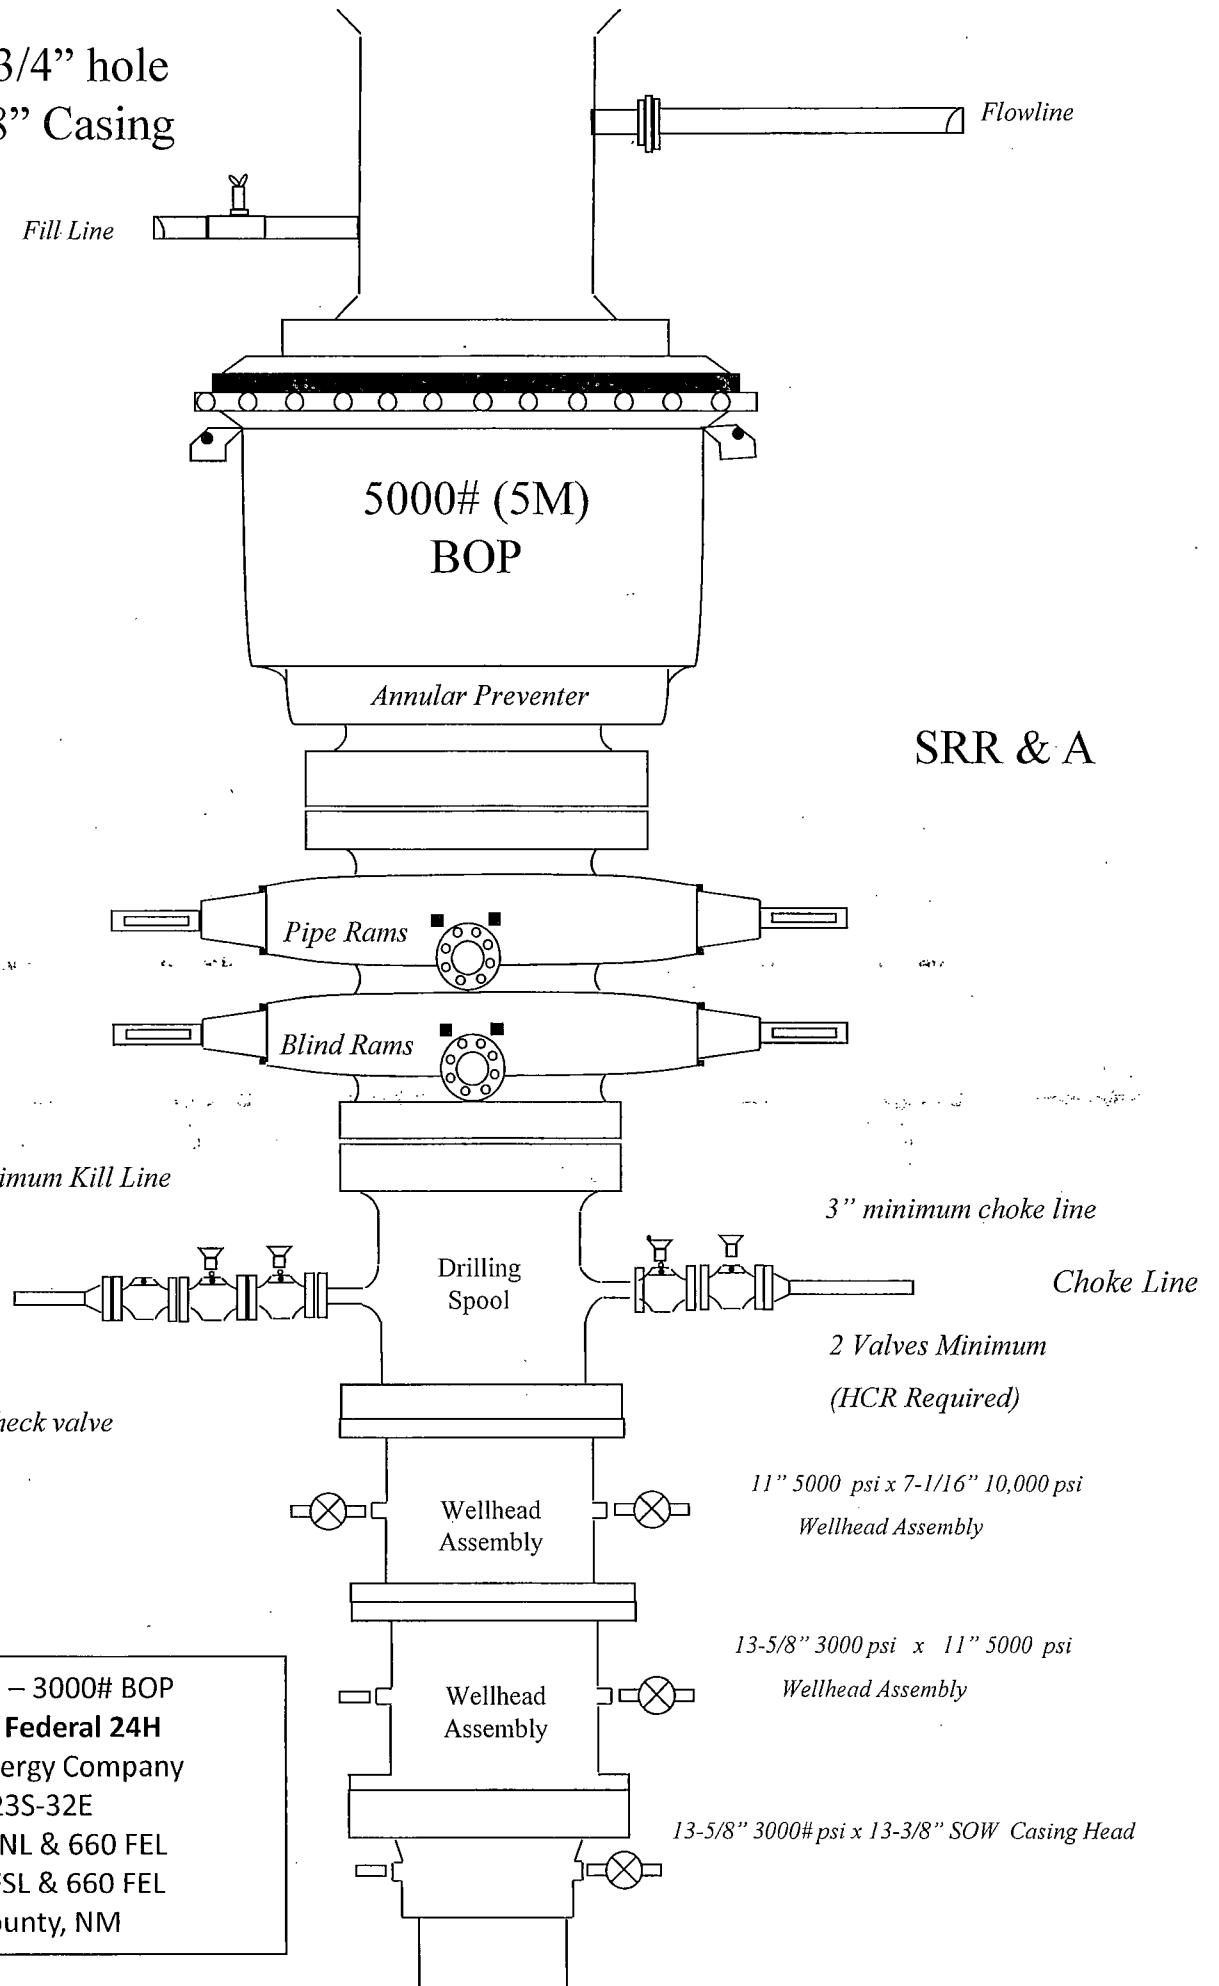 3/4” hole
8” Casing
Flowline
Fill Line
5000# (5M)
BOP
Annular Preventer
SRR & A
Pipe Rams
Blind Rams
imum Kill Line
3” minimum choke line
Drilling
Spool
Choke Line
2 Valves Minimum
(HCR Required)
heck valve
11” 5000 psi x 7-1/16” 10,000 psi
Wellhead Assembly
Wellhead
Assembly
13-5/8” 3000 psi x 11” 5000 psi
Wellhead Assembly
Wellhead
Assembly
– 3000# BOP
Federal 24H
ergy Company
23S-32E
NL & 660 FEL
FSL & 660 FEL
ounty, NM
13-5/8” 3000# psi x 13-3/8” SOW Casing Head